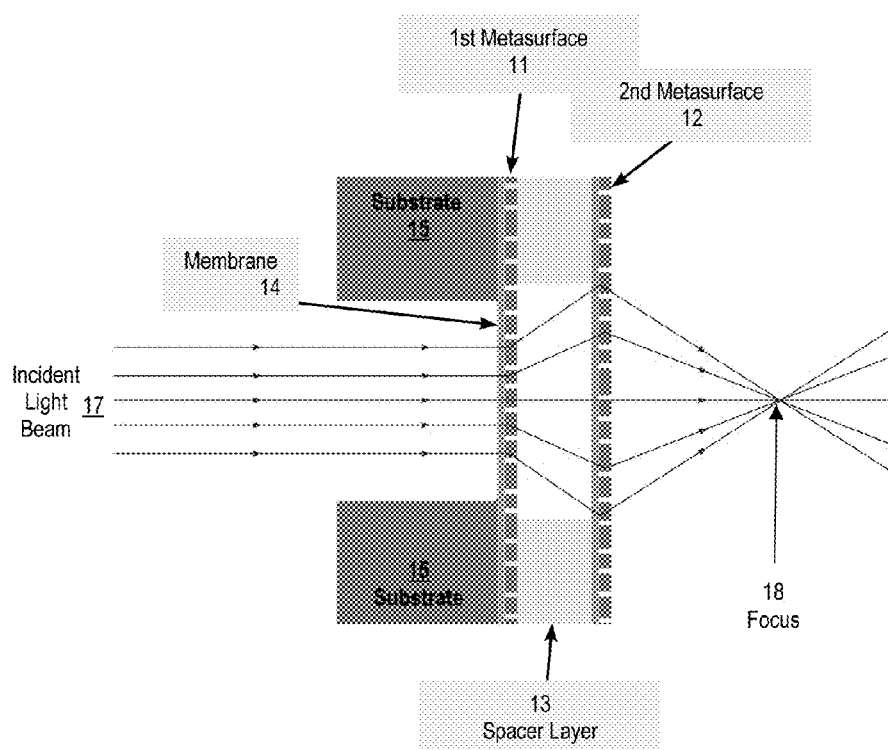 1st Metasurface
11
2nd Metasurface
12
Substrate
15
Membrane
14
Incident
Light 17
Beam
15
Substrate
18
Focus
13
Spacer Layer